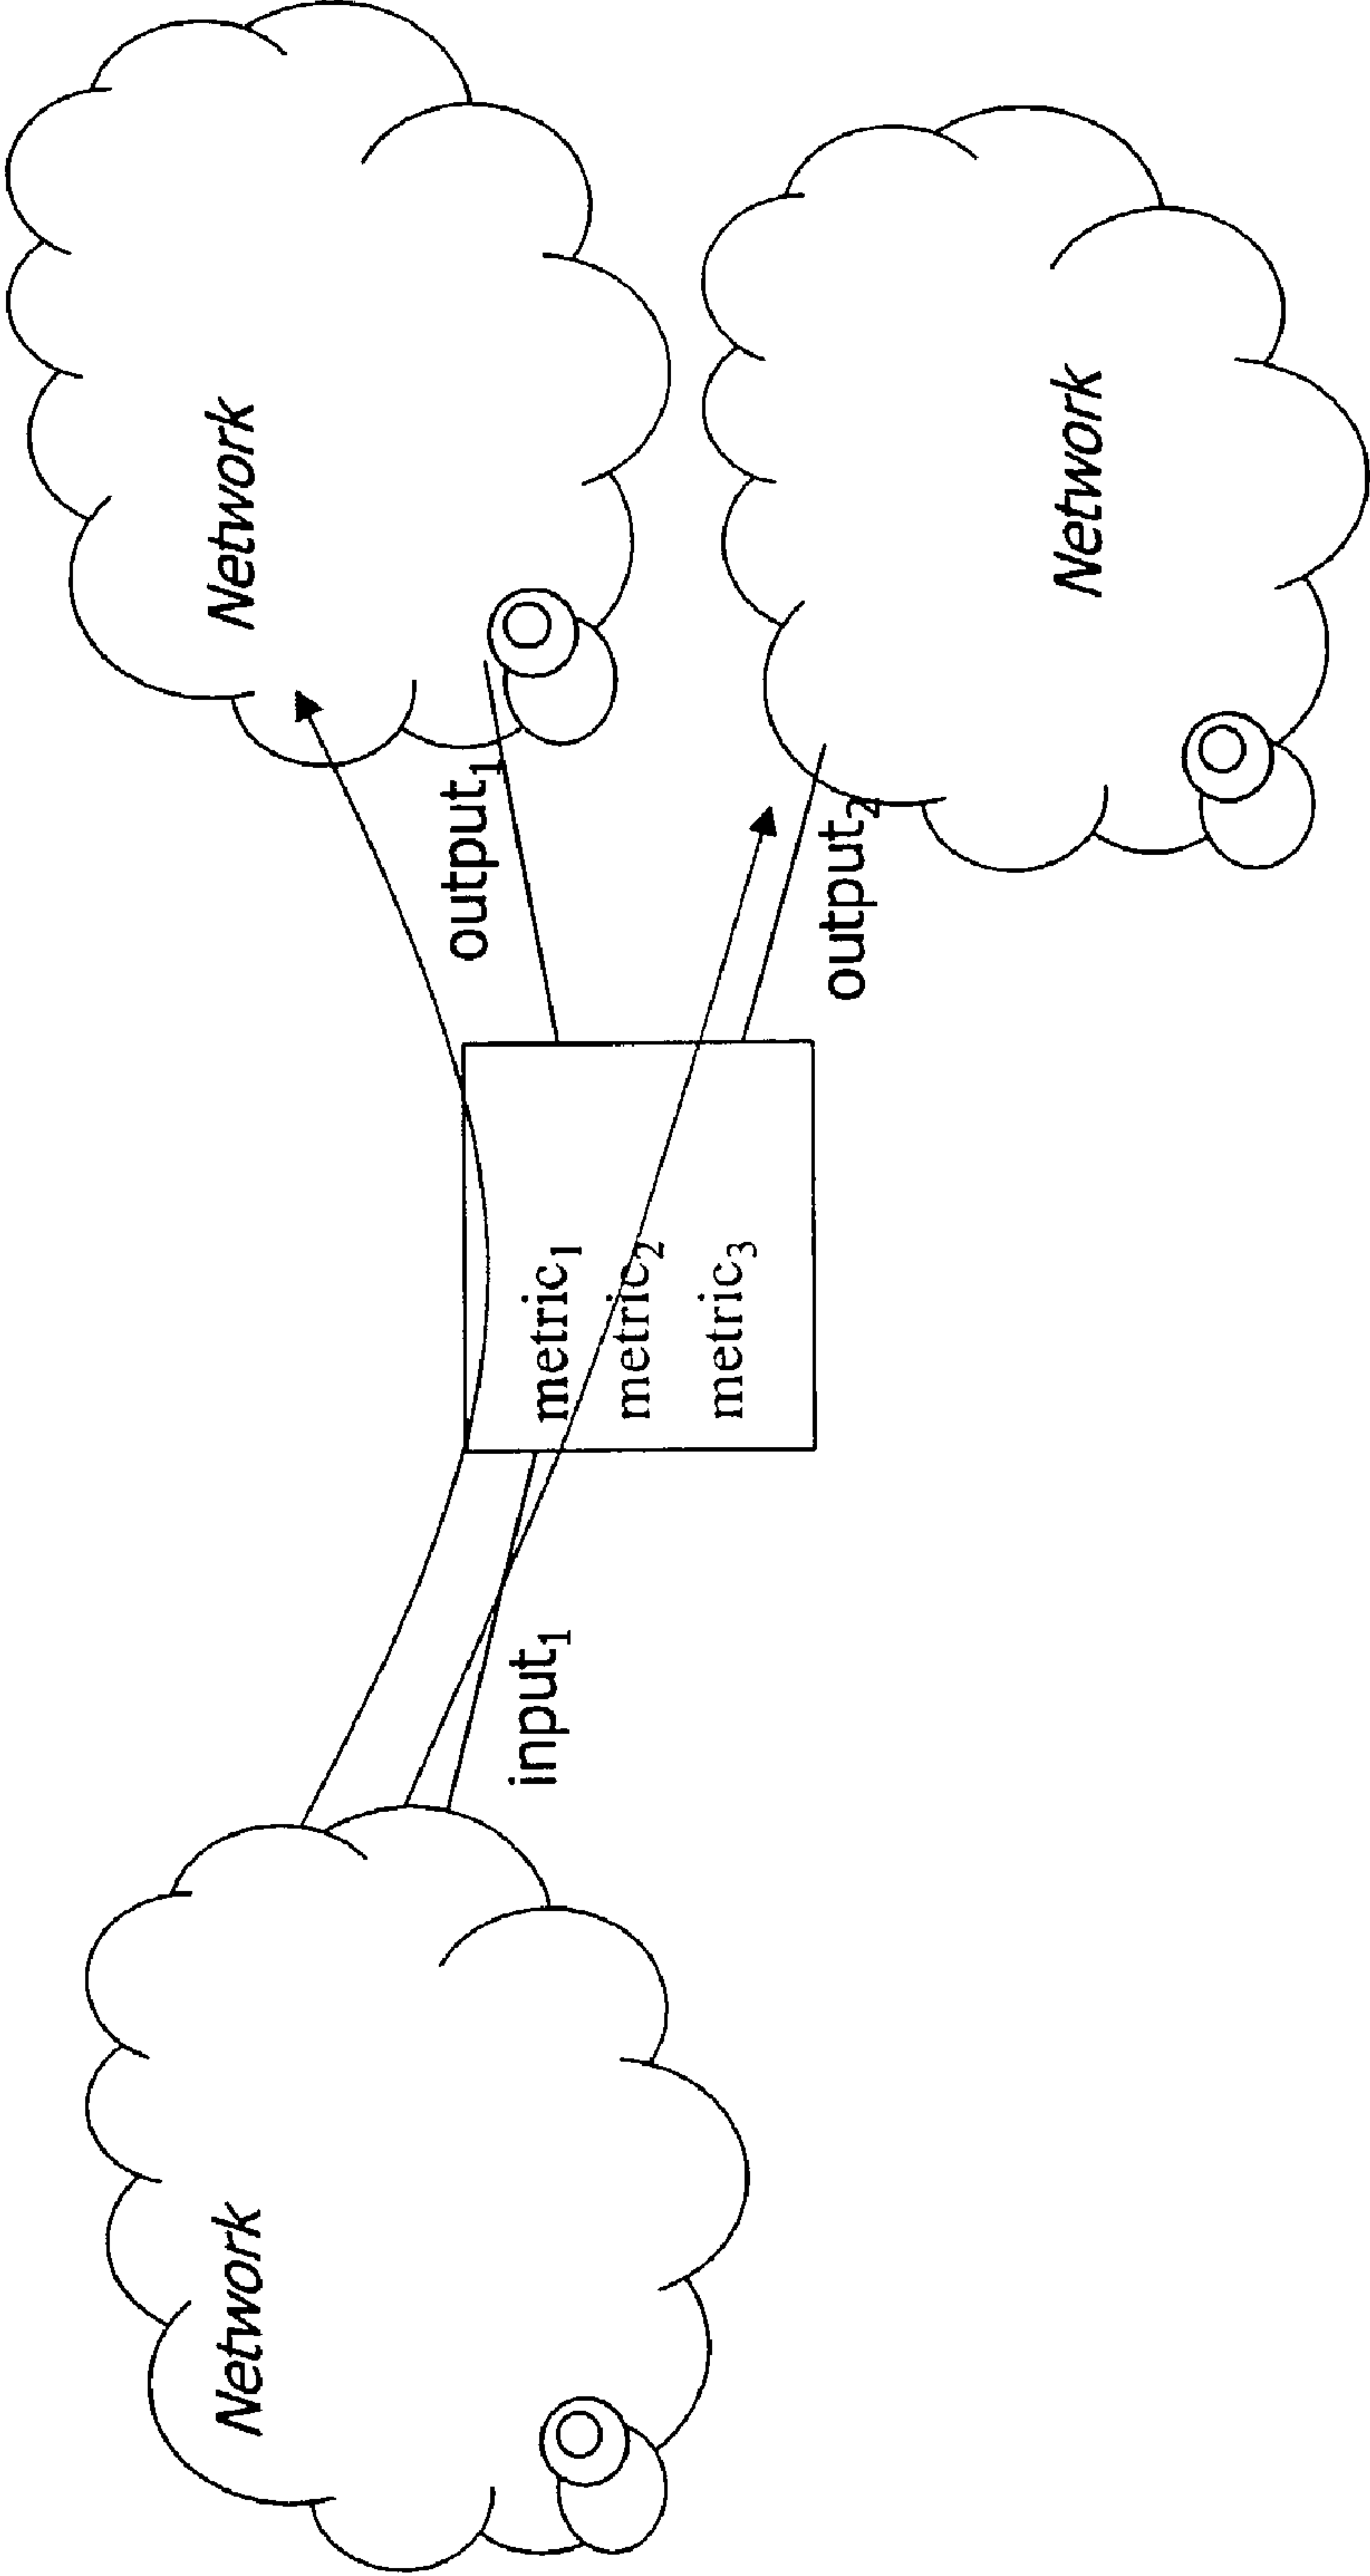 Network
input₁
metric₁
metric₂
metric₃
output₁
Network
output₂
Network